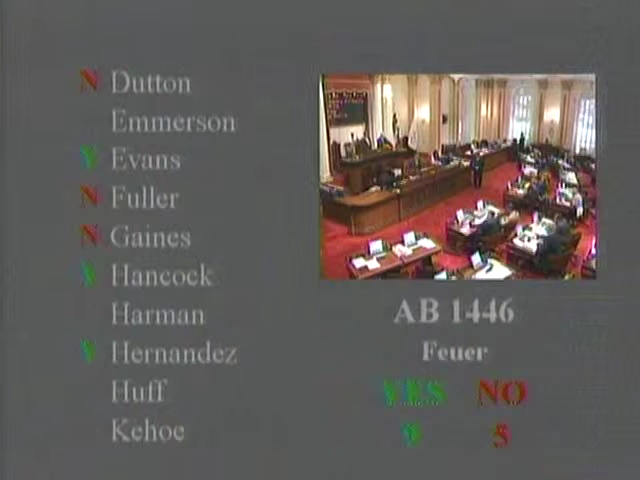 N Dutton
Emmerson
Y Evans
N Fuller
N Gaines
Y Hancock
Harman
Y Hernandez
Huff
Kehoe
AB 1446
Feuer
YES NO
9 5